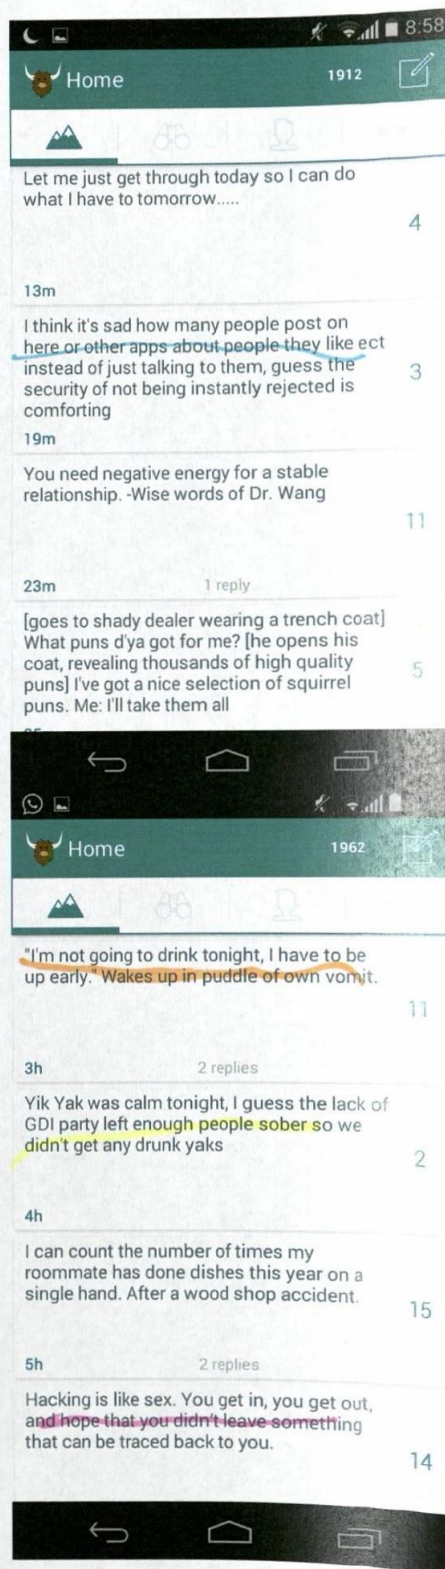 8:58
Home 1912
Let me just get through today so I can do
what I have to tomorrow.....
4
13m
I think it's sad how many people post on
here or other apps about people they like ect
instead of just talking to them, guess the
security of not being instantly rejected is
comforting
3
19m
You need negative energy for a stable
relationship. -Wise words of Dr. Wang
11
23m 1 reply
[goes to shady dealer wearing a trench coat]
What puns d'ya got for me? [he opens his
coat, revealing thousands of high quality
puns] I've got a nice selection of squirrel
puns. Me: I'll take them all
5
Home 1962
"I'm not going to drink tonight, I have to be
up early." Wakes up in puddle of own vomit.
11
3h 2 replies
Yik Yak was calm tonight, I guess the lack of
GDI party left enough people sober so we
didn't get any drunk yaks
2
4h
I can count the number of times my
roommate has done dishes this year on a
single hand. After a wood shop accident.
15
5h 2 replies
Hacking is like sex. You get in, you get out,
and hope that you didn't leave something
that can be traced back to you.
14